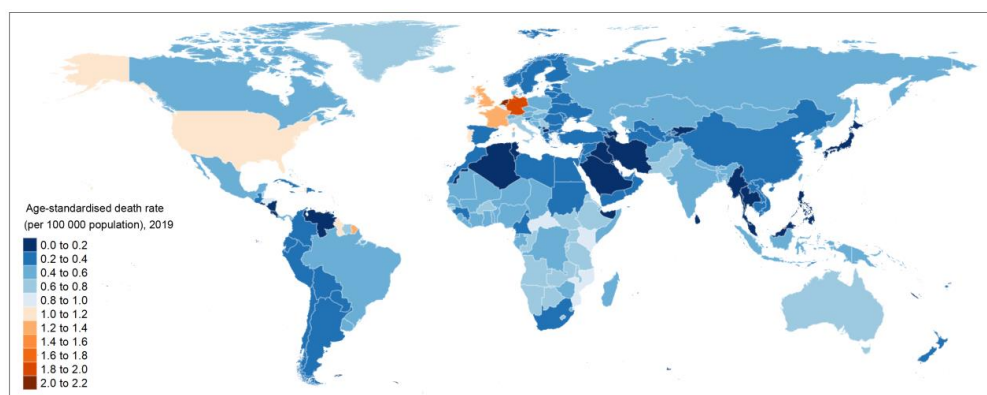 Age-standardised death rate
(per 100 000 population), 2019
0.0 to 0.2
0.2 to 0.4
0.4 to 0.6
0.6 to 0.8
0.8 to 1.0
1.0 to 1.2
1.2 to 1.4
1.4 to 1.6
1.6 to 1.8
1.8 to 2.0
2.0 to 2.2